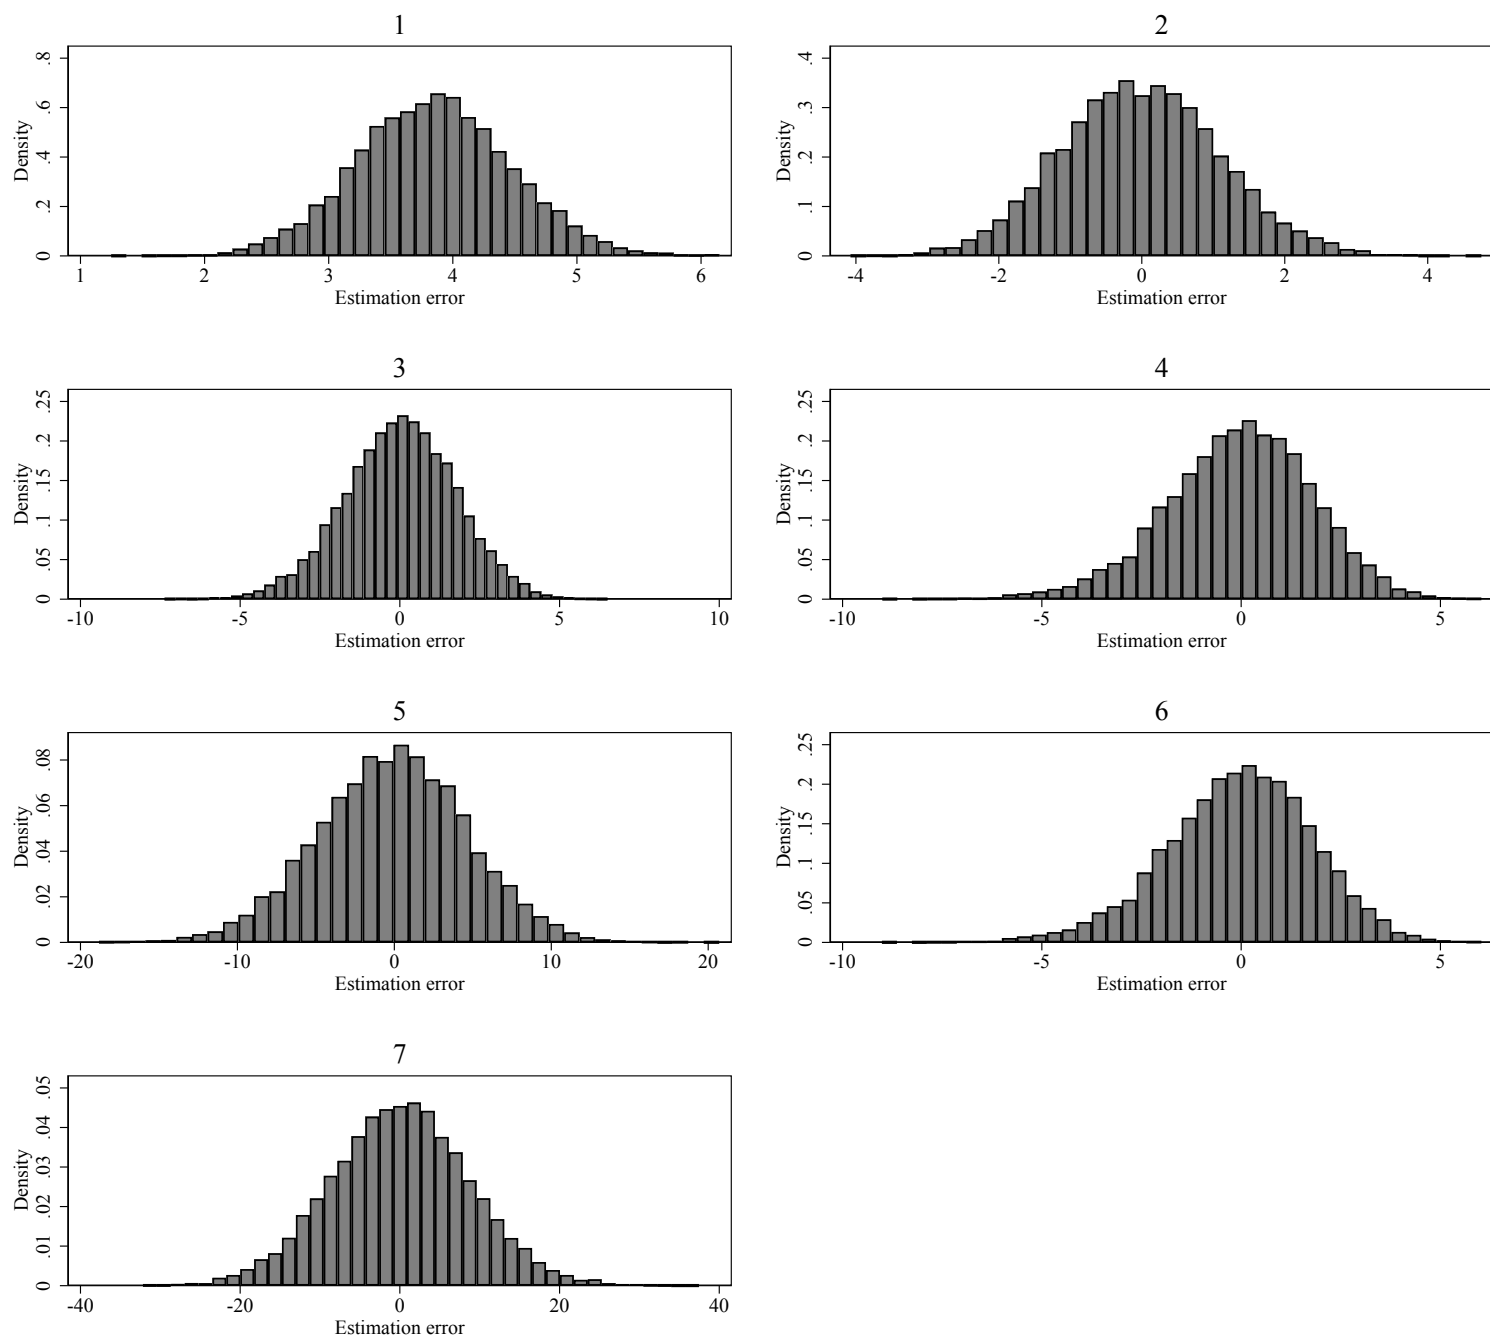 1
Density
.8
.6
.4
.2
0
1 2 3 4 5 6
Estimation error
2
Density
.4
.3
.2
.1
0
-4 -2 0 2 4
Estimation error
3
Density
.25
.2
.15
.1
.05
0
-10 -5 0 5 10
Estimation error
4
Density
.25
.2
.15
.1
.05
0
-10 -5 0 5
Estimation error
5
Density
.08
.06
.04
.02
0
-20 -10 0 10 20
Estimation error
6
Density
.25
.2
.15
.1
.05
0
-10 -5 0 5
Estimation error
7
Density
.05
.04
.03
.02
.01
0
-40 -20 0 20 40
Estimation error